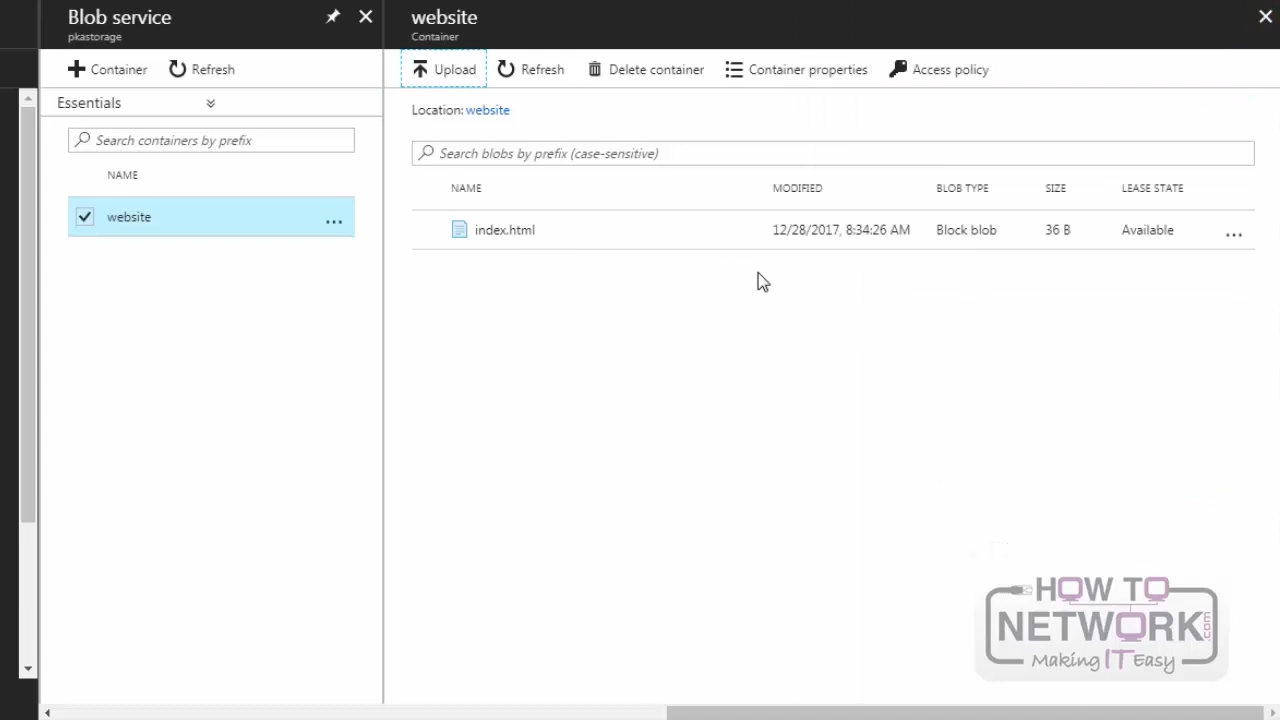 Blob service
pkastorage
Container
Refresh
Essentials
Search containers by prefix
NAME
website
...
website
Container
Upload
Refresh
Delete container
Container properties
Access policy
Location: website
Search blobs by prefix (case-sensitive)
NAME MODIFIED BLOB TYPE SIZE LEASE STATE
index.html 12/28/2017, 8:34:26 AM Block blob 36 B Available ...
HOW TO
NETWORK.com
Making IT Easy